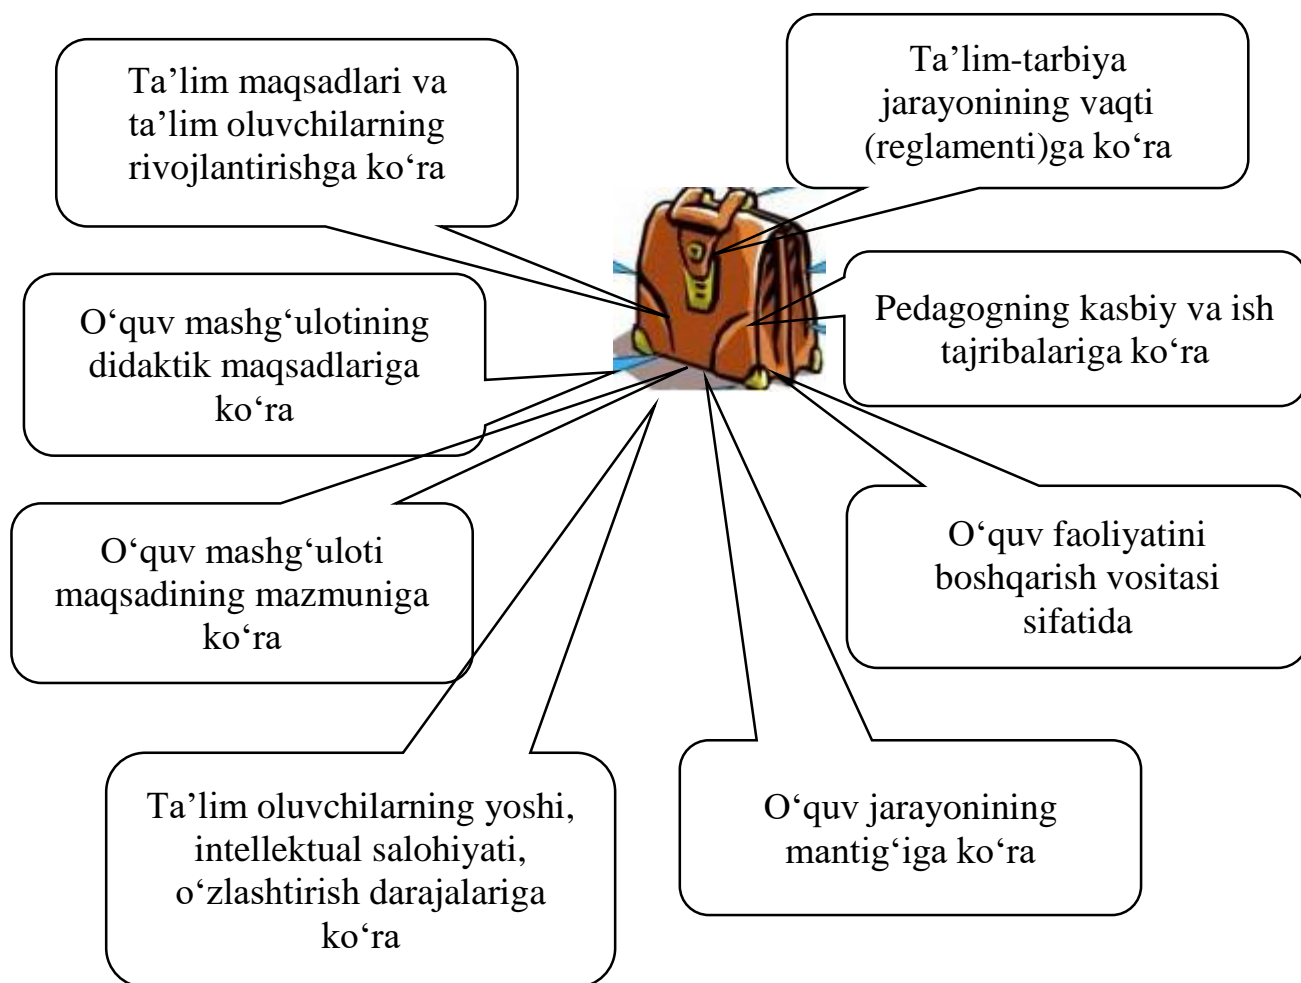 Ta’lim maqsadlari va
ta’lim oluvchilarning
rivojlantirishga ko‘ra
Ta’lim-tarbiya
jarayonining vaqti
(reglamenti)ga ko‘ra
O‘quv mashg‘ulotining
didaktik maqsadlariga
ko‘ra
Pedagogning kasbiy va ish
tajribalariga ko‘ra
O‘quv mashg‘uloti
maqsadining mazmuniga
ko‘ra
O‘quv faoliyatini
boshqarish vositasi
sifatida
Ta’lim oluvchilarning yoshi,
intellektual salohiyati,
o‘zlashtirish darajalariga
ko‘ra
O‘quv jarayonining
mantig‘iga ko‘ra